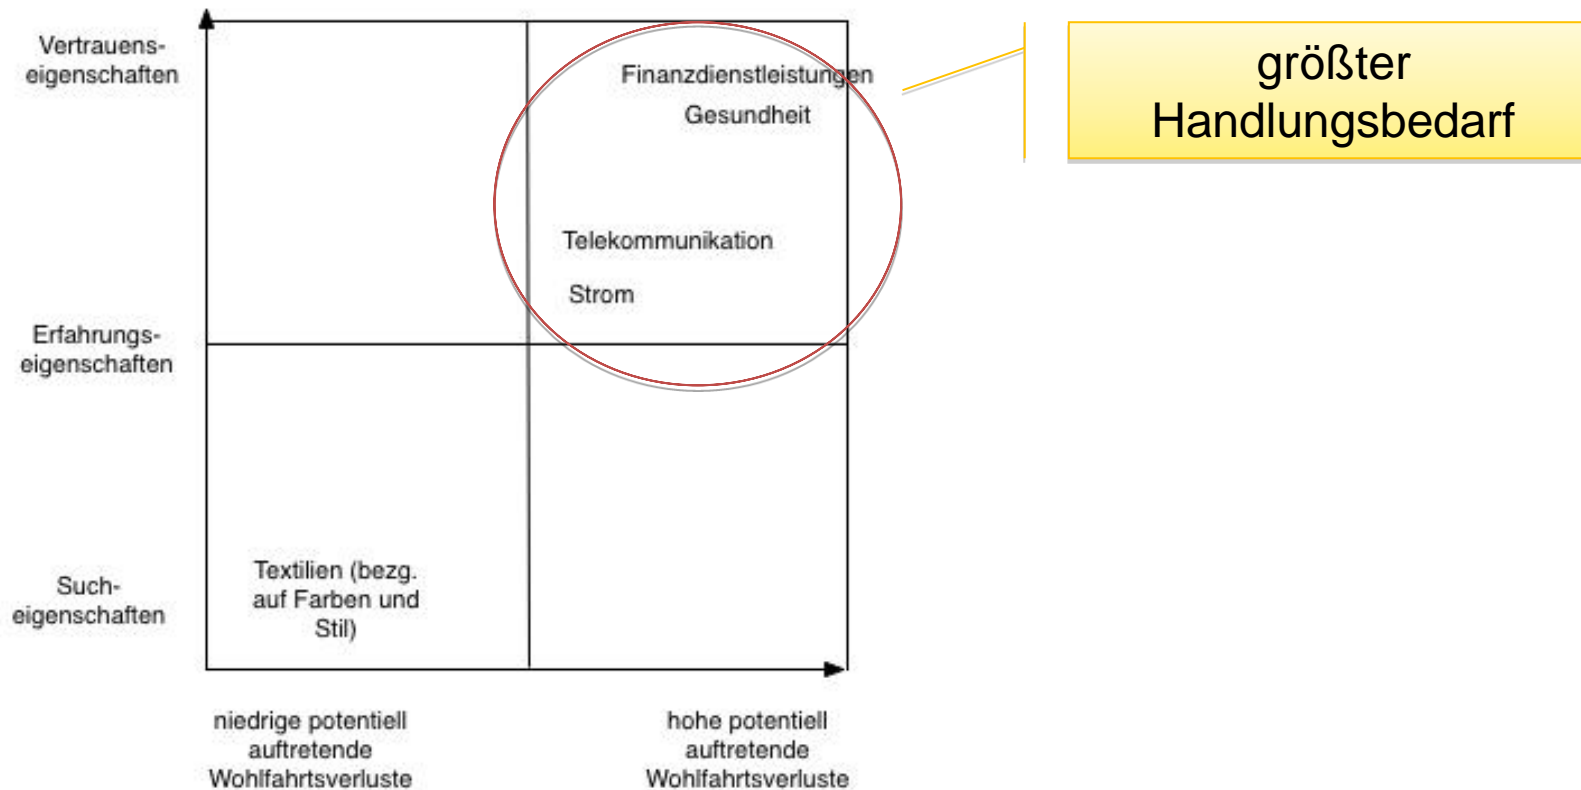 Vertrauens-
eigenschaften
Finanzdienstleistungen
Gesundheit
größter
Handlungsbedarf
Telekommunikation
Strom
Erfahrungs-
eigenschaften
Textilien (bezg.
auf Farben und
Stil)
Such-
eigenschaften
niedrige potentiell
auftretende
Wohlfahrtsverluste
hohe potentiell
auftretende
Wohlfahrtsverluste